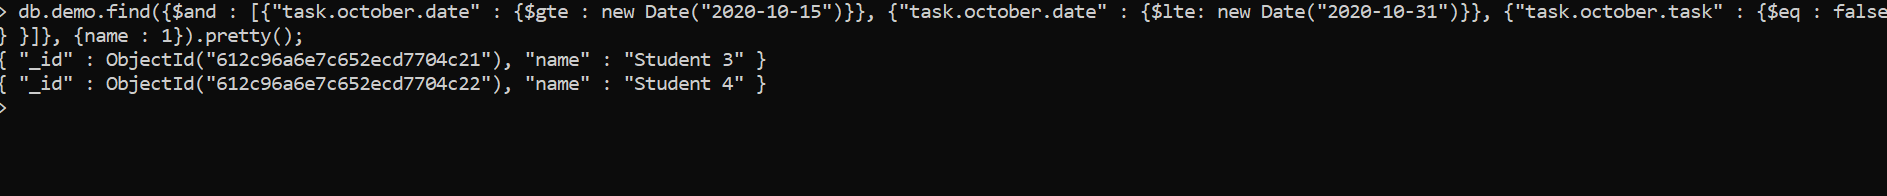 > db.demo.find({$and : [{"task.october.date" : {$gte : new Date("2020-10-15")}}, {"task.october.date" : {$lte: new Date("2020-10-31")}}, {"task.october.task" : {$eq : false
} }]}, {name : 1}).pretty();
{ "_id" : ObjectId("612c96a6e7c652ecd7704c21"), "name" : "Student 3" }
{ "_id" : ObjectId("612c96a6e7c652ecd7704c22"), "name" : "Student 4" }
>